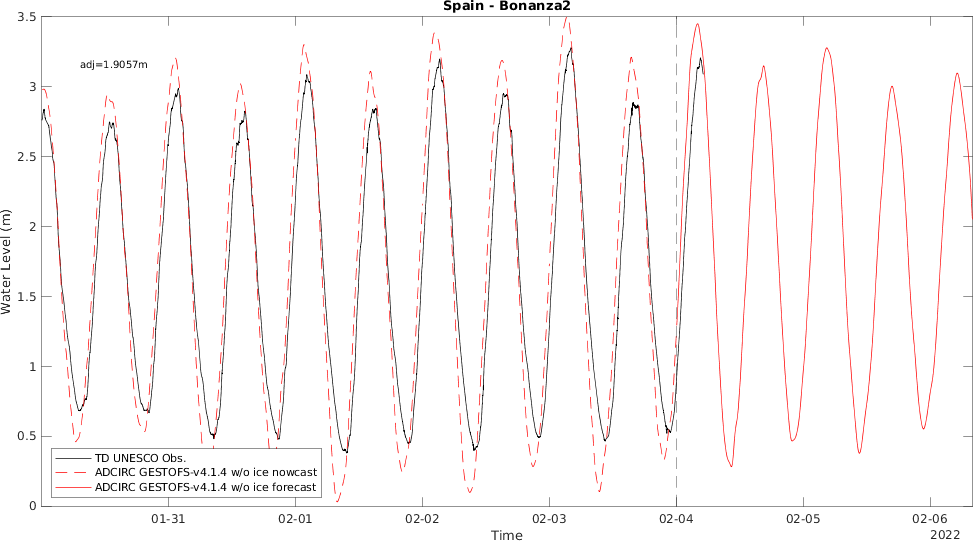 Spain - Bonanza2
adj=1.9057m
Water Level (m)
3.5
3
2.5
2
1.5
1
0.5
0
TD UNESCO Obs.
ADCIRC GESTOFS-v4.1.4 w/o ice nowcast
ADCIRC GESTOFS-v4.1.4 w/o ice forecast
01-31 02-01 02-02 02-03 02-04 02-05 02-06
Time
2022